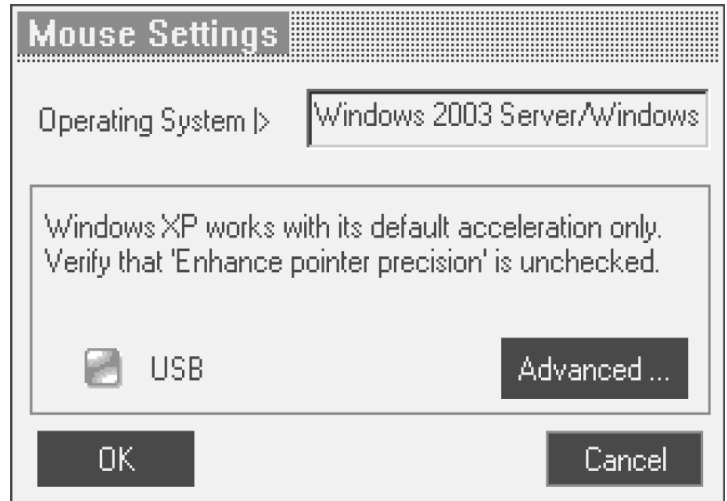 Mouse Settings
Operating System |>
Windows 2003 Server/Windows
Windows XP works with its default acceleration only.
Verify that 'Enhance pointer precision' is unchecked.
USB
Advanced ...
OK
Cancel